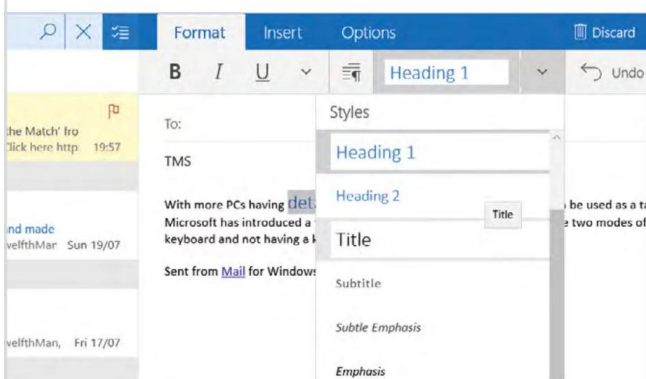 Format Insert Options Discard
B I U Heading 1 Undo
the Match' fro
Click here http 19:57
and made
welfthMar Sun 19/07
welfthMan, Fri 17/07
To:
TMS
With more PCs having det be used as a ta
Microsoft has introduced a e two modes of
keyboard and not having a k
Sent from Mail for Windows
Styles
Heading 1
Heading 2
Title
Title
Subtitle
Subtle Emphasis
Emphasis